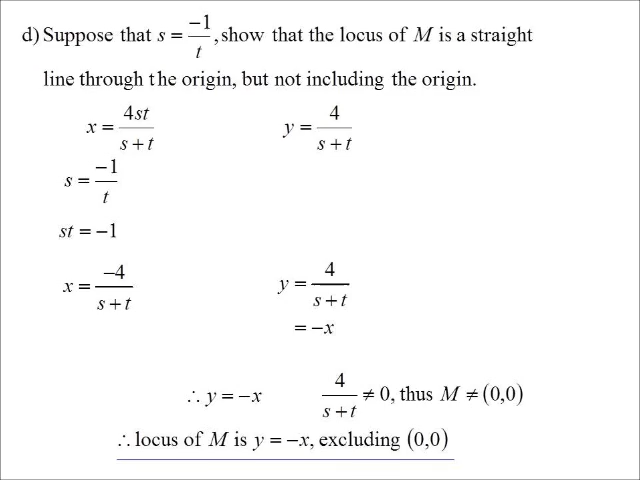 d) Suppose that s = -1/t, show that the locus of M is a straight
line through the origin, but not including the origin.
x = 4st/(s+t) y = 4/(s+t)
s = -1/t
st = -1
x = -4/(s+t) y = 4/(s+t)
= -x
∴ y = -x 4/(s+t) ≠ 0, thus M ≠ (0,0)
∴ locus of M is y = -x, excluding (0,0)